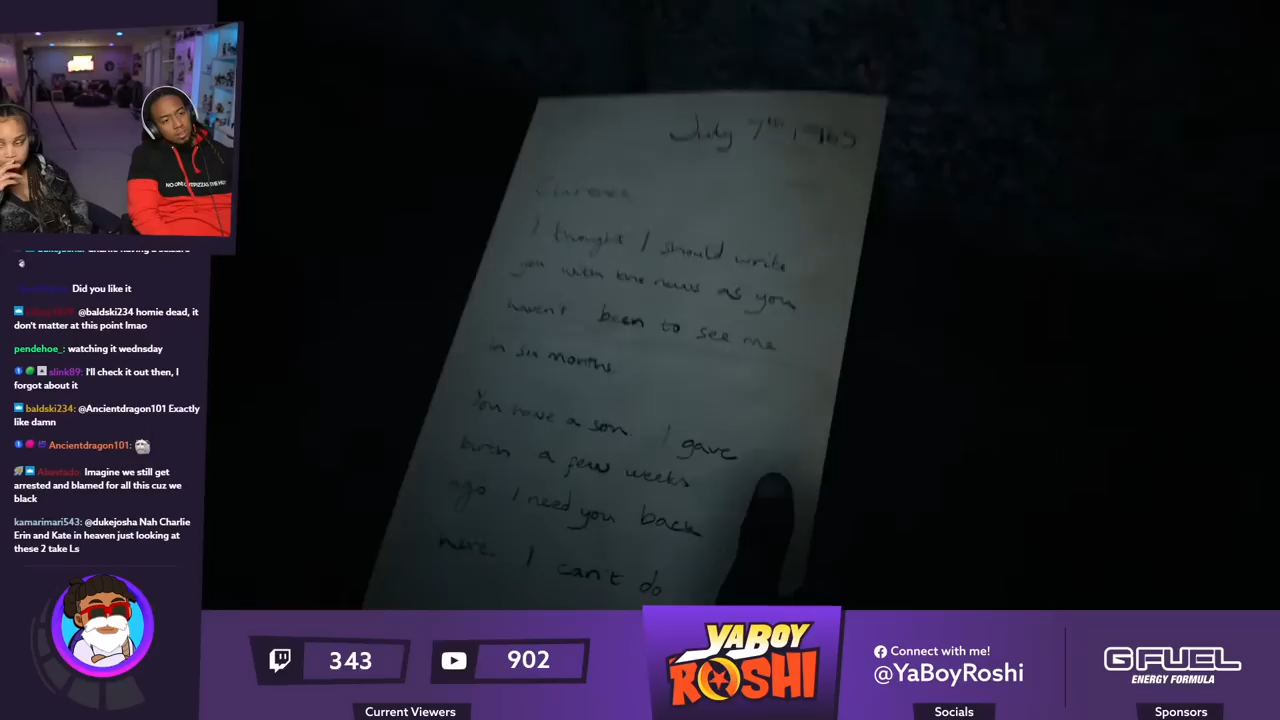 Did you like it
@baldski234 homie dead, it
don't matter at this point lmao
pendehoe_: watching it wednsday
slink89: I'll check it out then, I
forgot about it
baldski234: @Ancientdragon101 Exactly
like damn
Ancientdragon101:
Imagine we still get
arrested and blamed for all this cuz we
black
kamarimari543: @dukejosha Nah Charlie
Erin and Kate in heaven just looking at
these 2 take Ls
July 7th 1965
I thought I should write
you with the news as you
haven't been to see me
in six months.
You have a son. I gave
birth a few weeks
ago I need you back
here. I can't do
343
902
Current Viewers
YABOY
ROSHI
Connect with me!
@YaBoyRoshi
Socials
G FUEL
ENERGY FORMULA
Sponsors